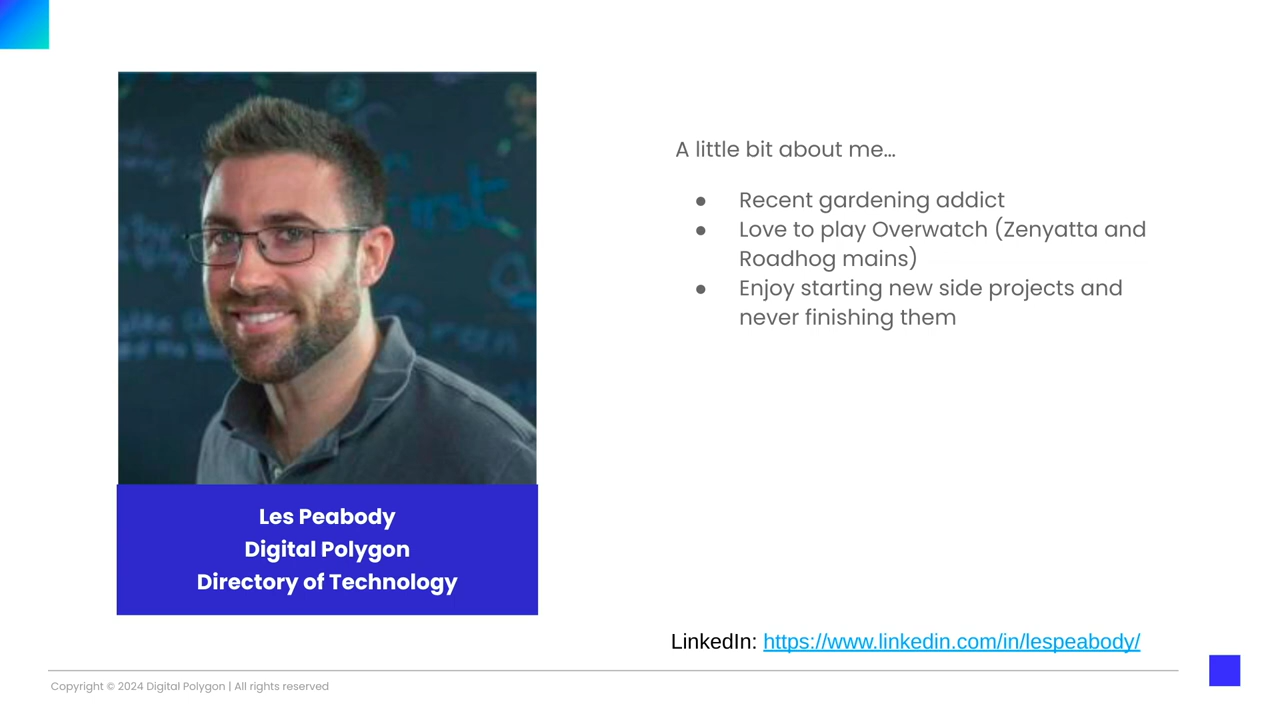 A little bit about me…
● Recent gardening addict
● Love to play Overwatch (Zenyatta and
Roadhog mains)
● Enjoy starting new side projects and
never finishing them
Les Peabody
Digital Polygon
Directory of Technology
LinkedIn: https://www.linkedin.com/in/lespeabody/
Copyright © 2024 Digital Polygon | All rights reserved